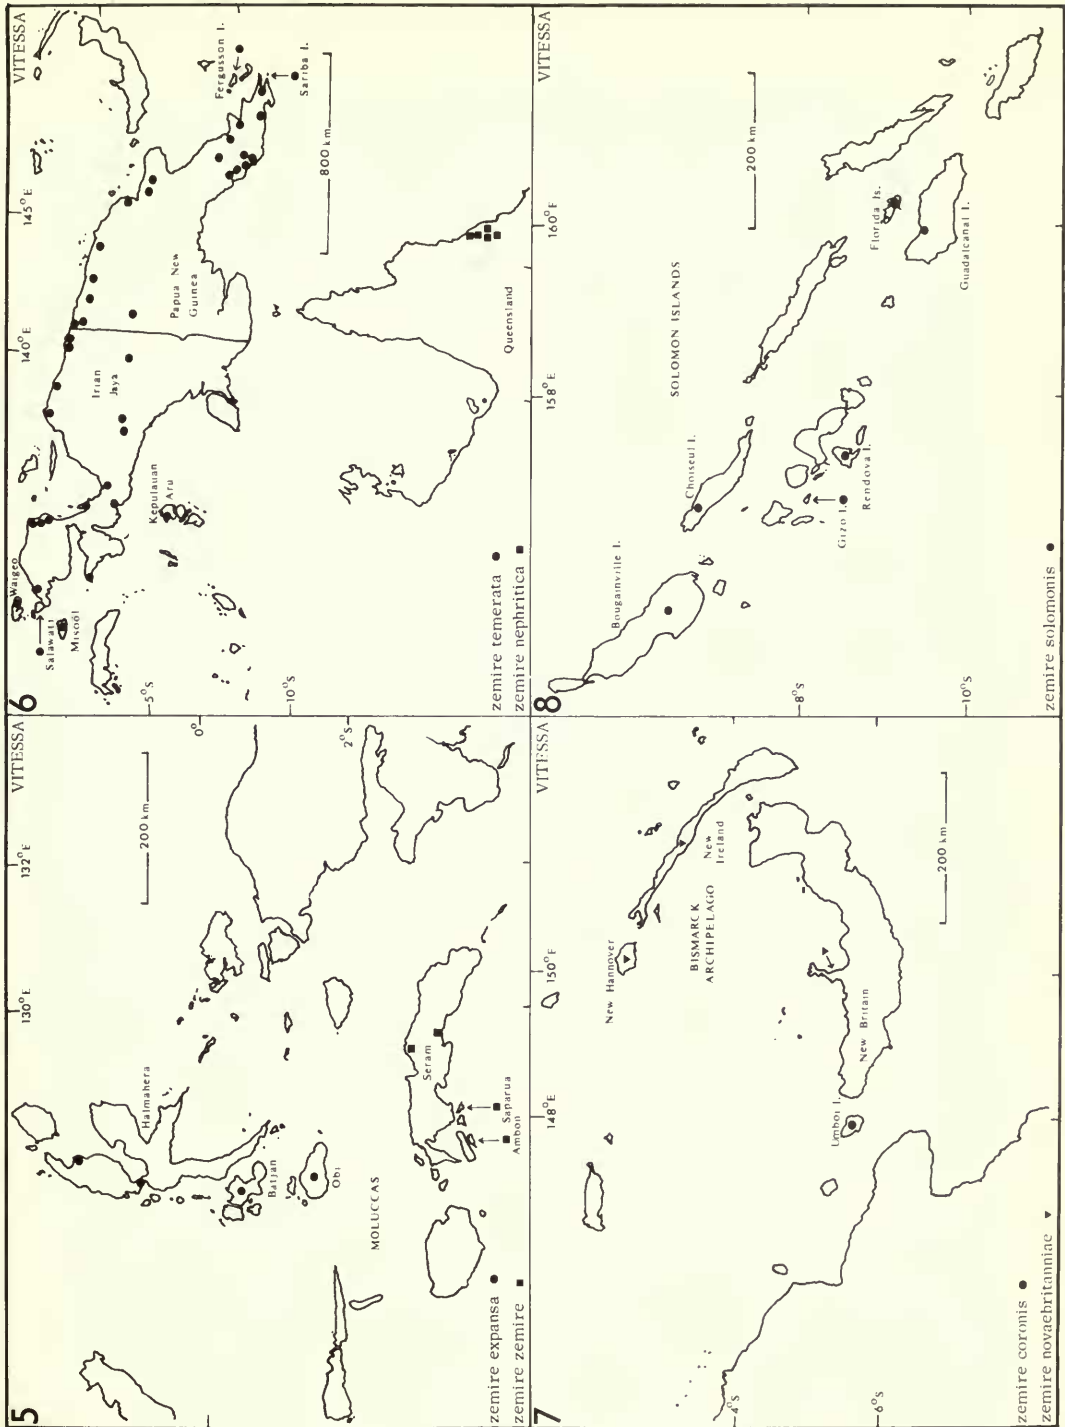 5
VITESSA
130°E
132°E
200 km
0°
2°S
Halmahera
Batjan
Obi
MOLUCCAS
Seram
Ambon
Saparua
zemire expansa ●
zemire zemire ■
6
VITESSA
140°E
145°E
Waigeo
Salawati
Misoöl
Irian
Jaya
Papua New
Guinea
Kepulauan
Aru
Fergusson I.
Sariba I.
800 km
5°S
10°S
Queensland
zemire temerata ●
zemire nephritica ■
7
VITESSA
148°E
150°E
New Hannover
New
Ireland
BISMARCK
ARCHIPELAGO
New Britain
Umboi I.
200 km
4°S
6°S
zemire coronis ●
zemire novaebritanniae ▼
8
VITESSA
158°E
160°E
200 km
Bougainville I.
Choiseul I.
SOLOMON ISLANDS
Gizo I.
Rendova I.
Florida Is.
Guadalcanal I.
8°S
10°S
zemire solomonis ●